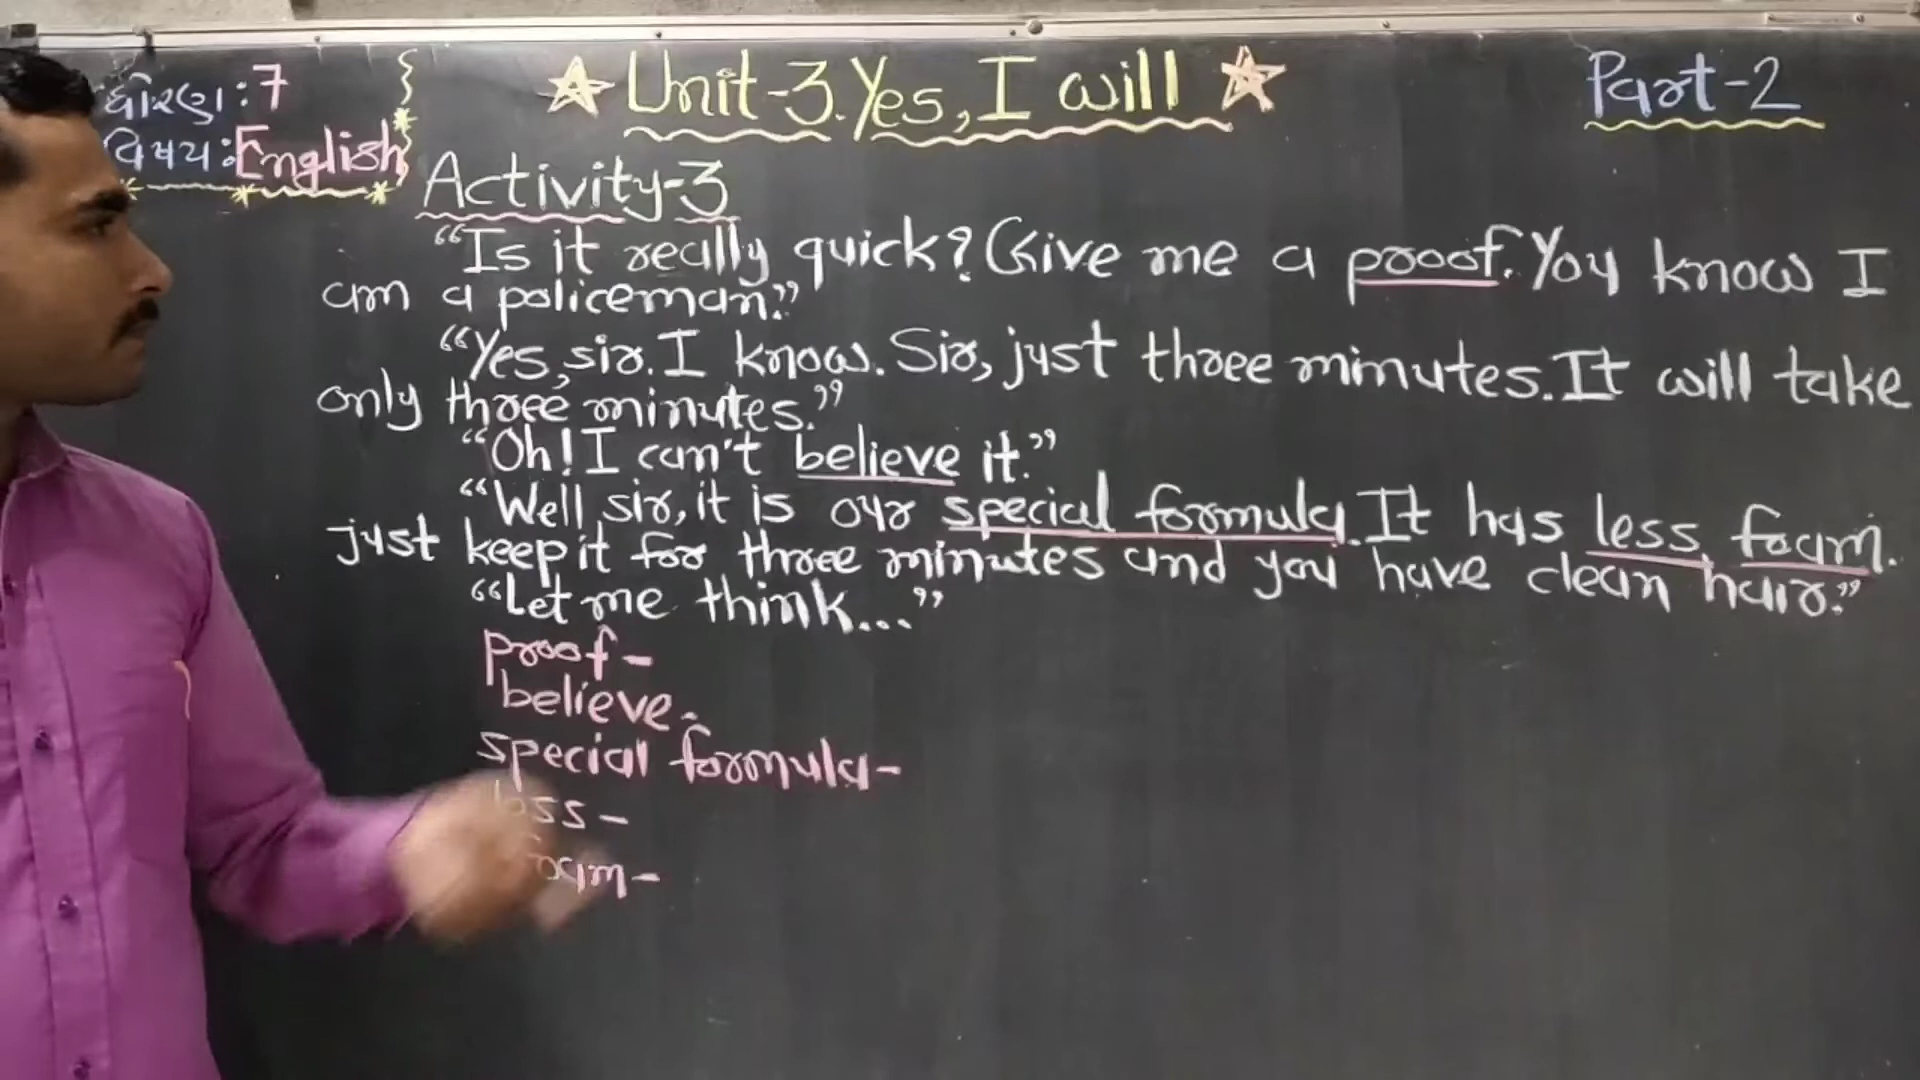 ધોરણ : 7
વિષય : English
Unit-3. Yes, I will
Part-2
Activity-3
“Is it really quick? Give me a proof. You know I
am a policeman.”
“Yes, sir. I know. Sir, just three minutes. It will take
only three minutes.”
“Oh! I can't believe it.”
“Well sir, it is our special formula. It has less foam.
just keep it for three minutes and you have clean hair.”
“Let me think...”
proof-
believe-
special formula-
less-
foam-